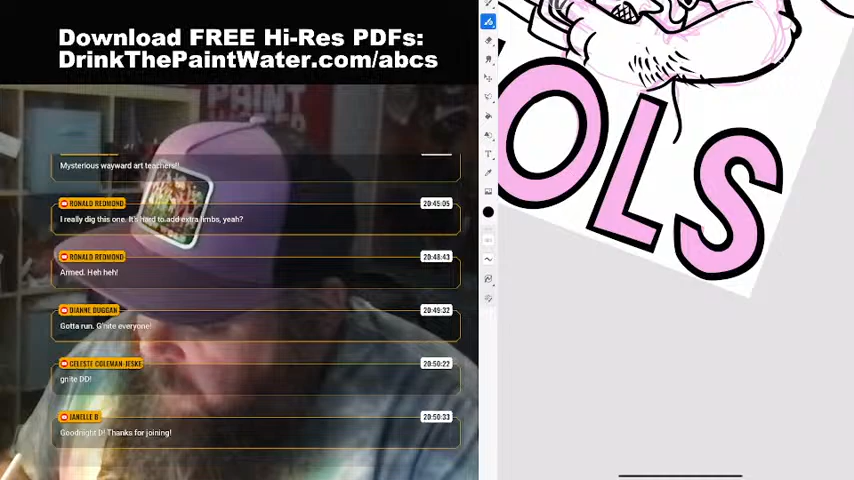 Download FREE Hi-Res PDFs:
DrinkThePaintWater.com/abcs
PAINT
Mysterious wayward art teachers!!
RONALD REDMOND
20:45:05
I really dig this one. It's hard to add extra limbs, yeah?
RONALD REDMOND
20:48:43
Armed. Heh heh!
DIANNE DUGGAN
20:49:32
Gotta run. G'nite everyone!
CELESTE COLEMAN-JESKE
20:50:22
gnite DD!
JANELLE B
20:50:33
Goodnight D! Thanks for joining!
OLS